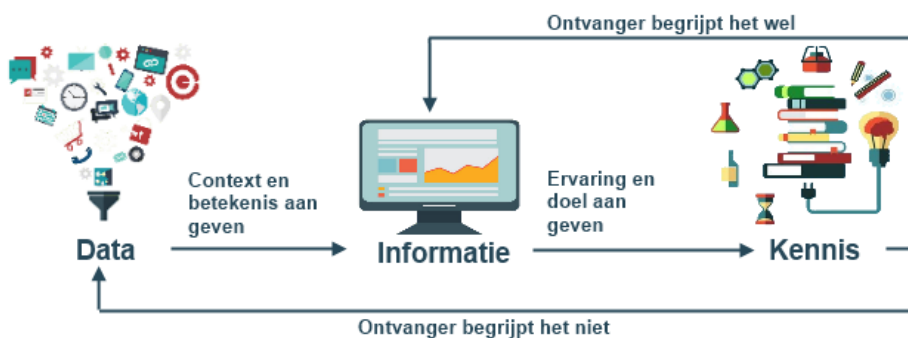 Ontvanger begrijpt het wel
Context en
betekenis aan
geven
Ervaring en
doel aan
geven
Data
Informatie
Kennis
Ontvanger begrijpt het niet